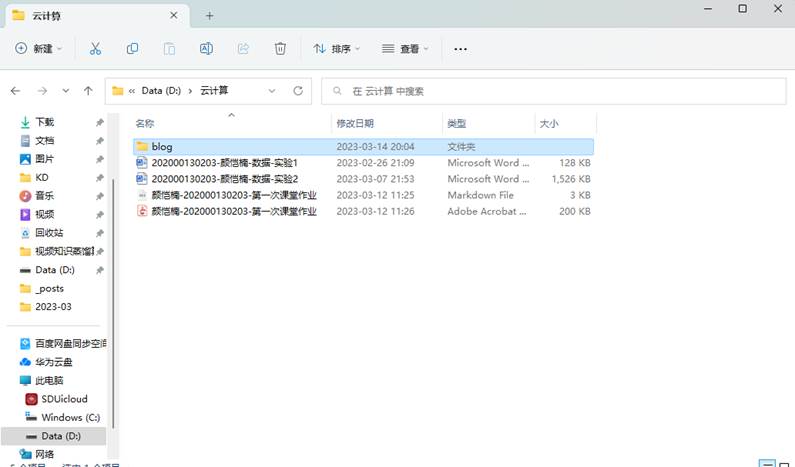 云计算
新建
排序
查看
Data (D:) 云计算
在 云计算 中搜索
名称 修改日期 类型 大小
blog 2023-03-14 20:04 文件夹
202000130203-颜恺楠-数据-实验1 2023-02-26 21:09 Microsoft Word ... 128 KB
202000130203-颜恺楠-数据-实验2 2023-03-07 21:53 Microsoft Word ... 1,526 KB
颜恺楠-202000130203-第一次课堂作业 2023-03-12 11:25 Markdown File 3 KB
颜恺楠-202000130203-第一次课堂作业 2023-03-12 11:26 Adobe Acrobat ... 200 KB
下载
文档
图片
KD
音乐
视频
回收站
视频知识蒸馏
Data (D:)
_posts
2023-03
百度网盘同步空间
华为云盘
此电脑
SDUicloud
Windows (C:)
Data (D:)
网络